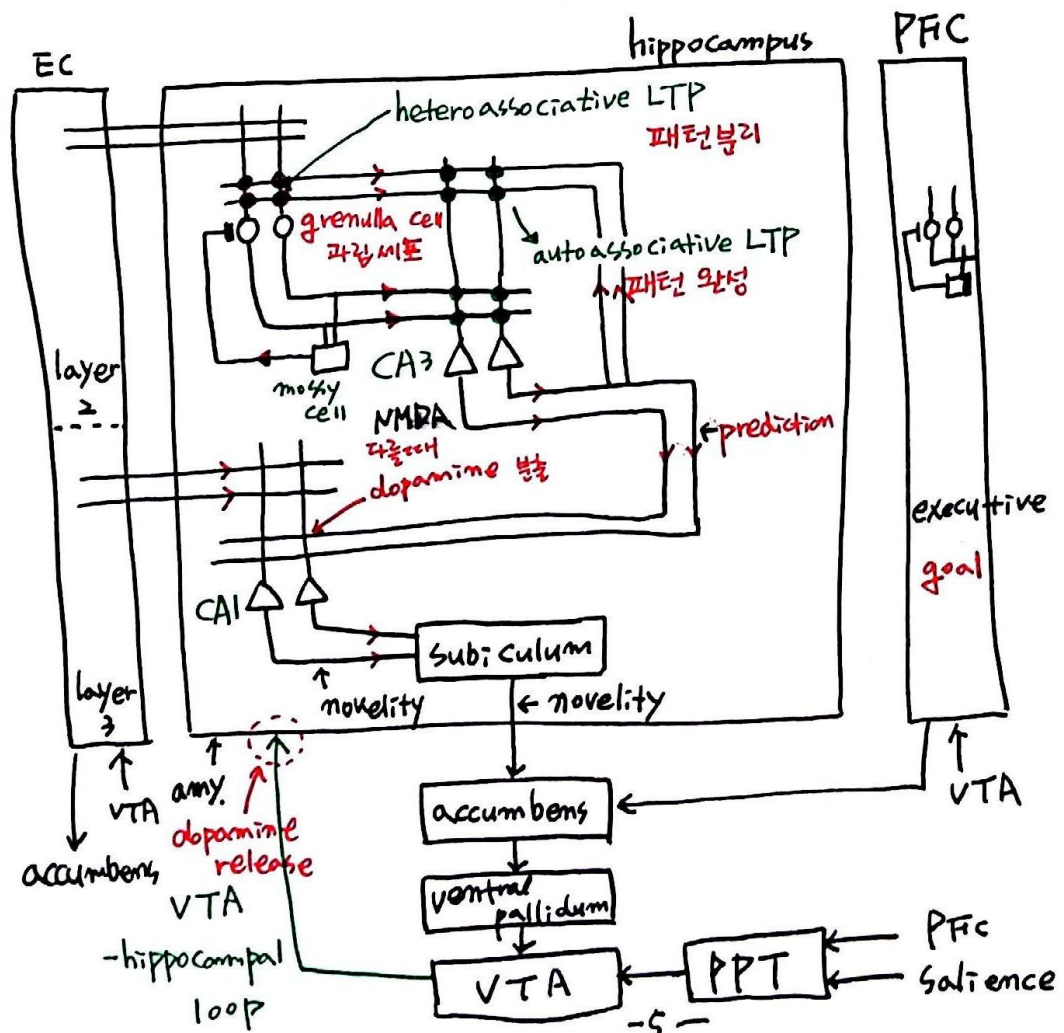 EC
hippocampus
PFC
heteroassociative LTP
패턴분리
grenulla cell
과립세포
autoassociative LTP
패턴 완성
layer
2
mossy
cell
CA3
NMDA
다를때
dopamine 분출
prediction
executive
goal
CA1
subiculum
layer
3
novelity
novelity
VTA
amy.
accumbens
dopamine
release
accumbens
VTA
ventral
pallidum
VTA
-hippocampal
loop
VTA
PPT
PFC
Salience
-5-